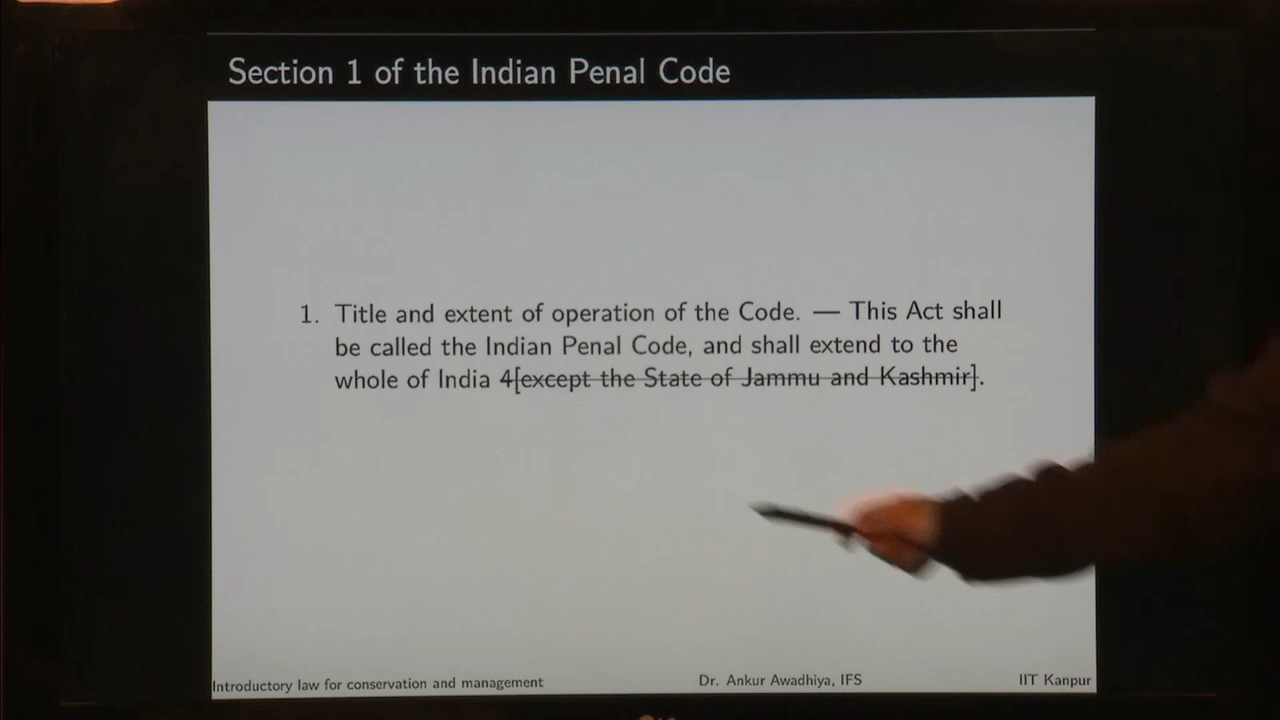 Section 1 of the Indian Penal Code
1. Title and extent of operation of the Code. — This Act shall
be called the Indian Penal Code, and shall extend to the
whole of India 4[except the State of Jammu and Kashmir].
Introductory law for conservation and management Dr. Ankur Awadhiya, IFS IIT Kanpur